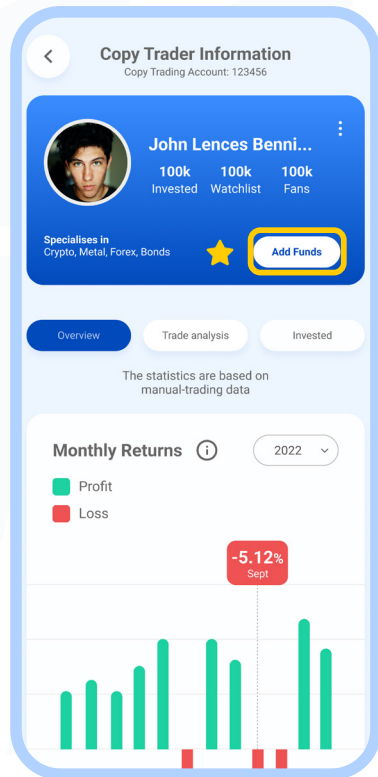 Copy Trader Information
Copy Trading Account: 123456
John Lences Benni...
100k 100k 100k
Invested Watchlist Fans
Specialises in
Crypto, Metal, Forex, Bonds
Add Funds
Overview Trade analysis Invested
The statistics are based on
manual-trading data
Monthly Returns 2022
Profit
Loss
-5.12%
Sept